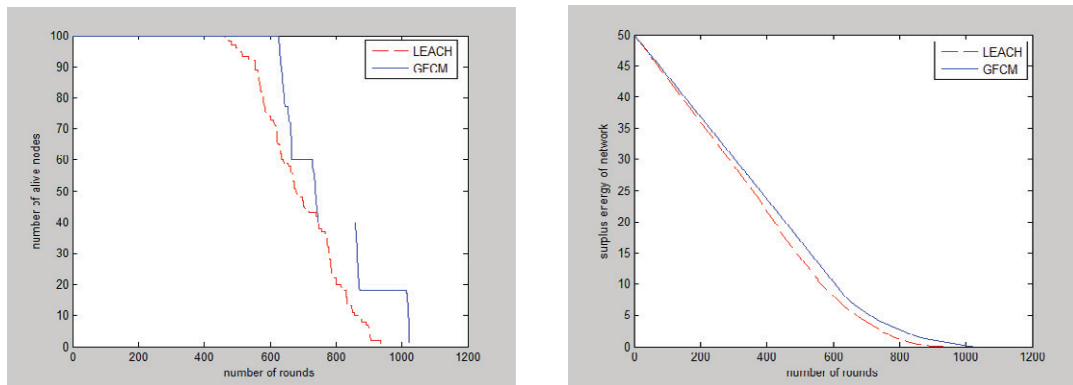 100
90
80
70
60
50
40
30
20
10
0
number of alive nodes
LEACH
GFCM
0 200 400 600 800 1000 1200
number of rounds
50
45
40
35
30
25
20
15
10
5
0
surplus energy of network
LEACH
GFCM
0 200 400 600 800 1000 1200
number of rounds